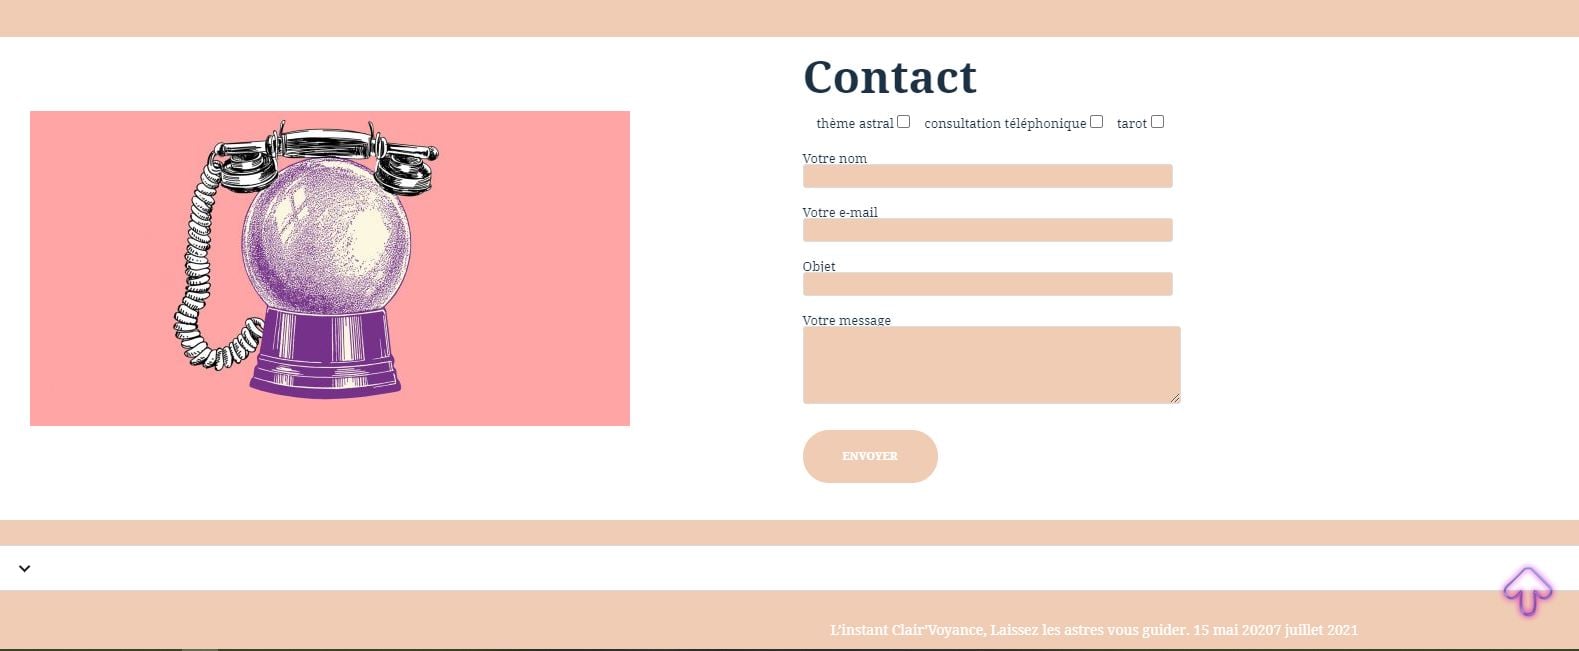 Contact
thème astral consultation téléphonique tarot
Votre nom
Votre e-mail
Objet
Votre message
ENVOYER
L'instant Clair'Voyance, Laissez les astres vous guider. 15 mai 20207 juillet 2021